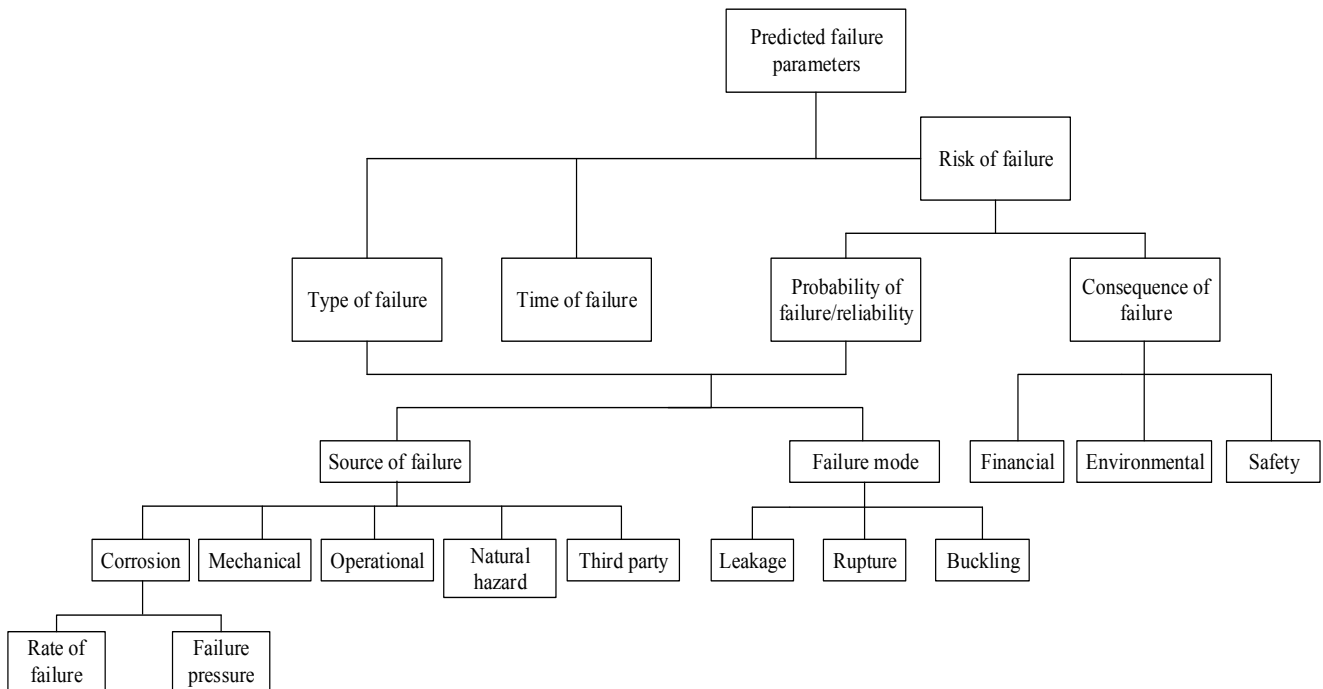 Predicted failure
parameters
Risk of failure
Type of failure
Time of failure
Probability of
failure/reliability
Consequence of
failure
Source of failure
Failure mode
Financial
Environmental
Safety
Corrosion
Mechanical
Operational
Natural
hazard
Third party
Leakage
Rupture
Buckling
Rate of
failure
Failure
pressure